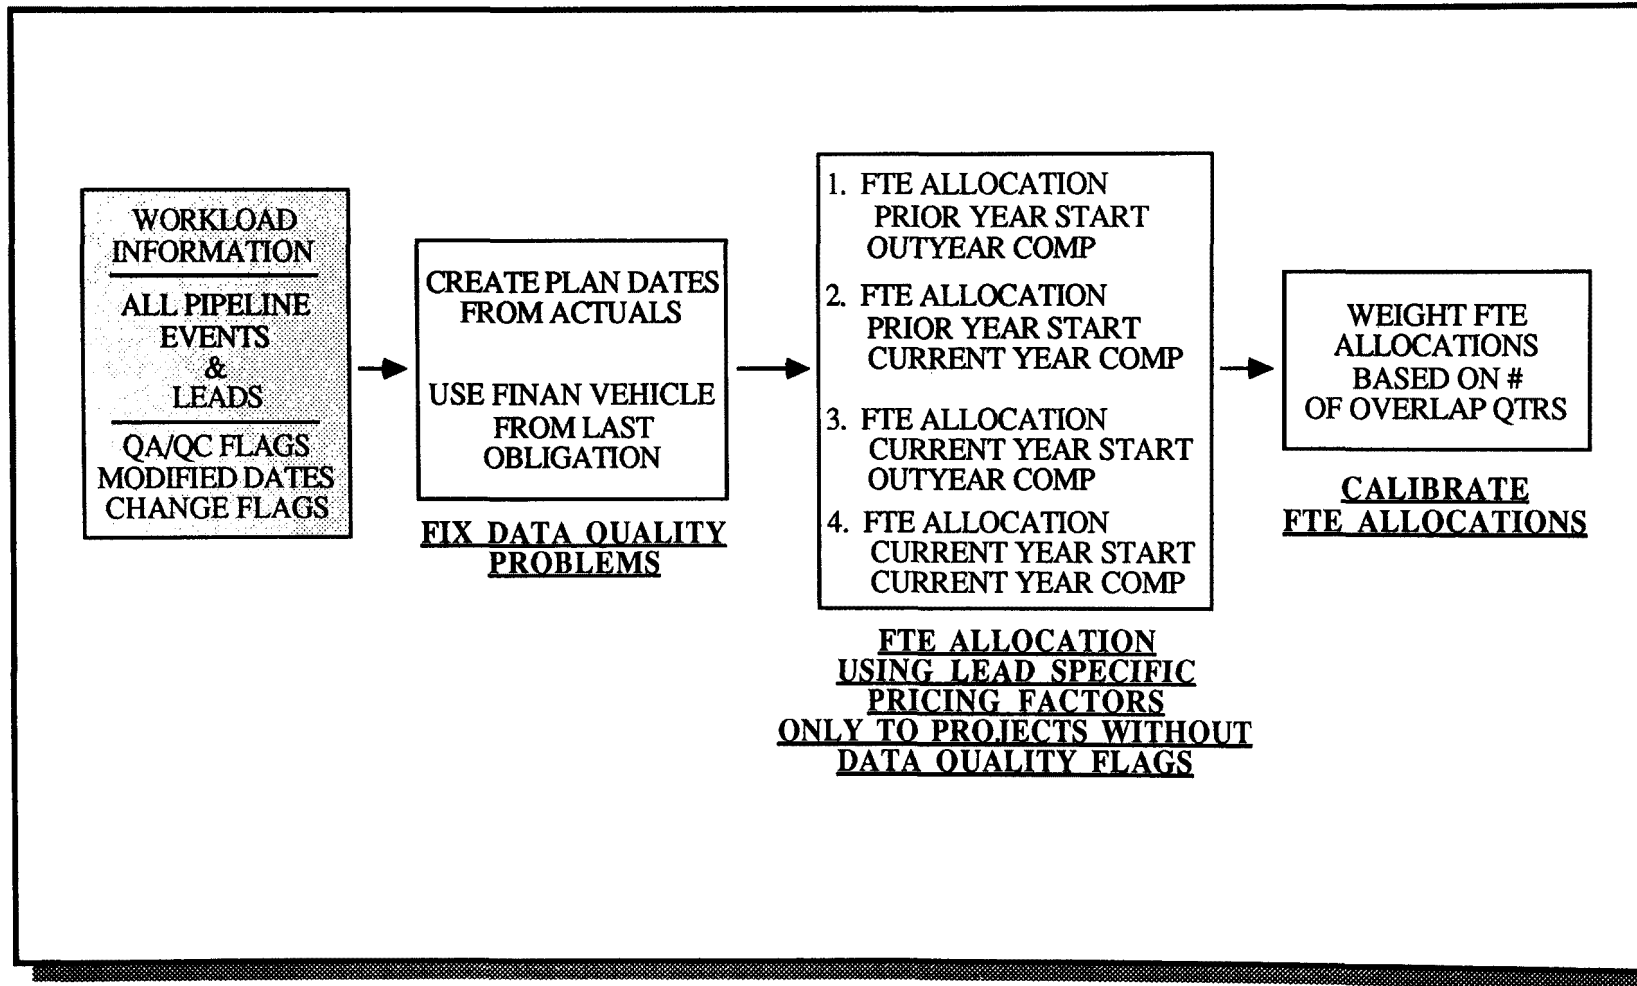 WORKLOAD
INFORMATION
ALL PIPELINE
EVENTS
&
LEADS
QA/QC FLAGS
MODIFIED DATES
CHANGE FLAGS
CREATE PLAN DATES
FROM ACTUALS
USE FINAN VEHICLE
FROM LAST
OBLIGATION
FIX DATA QUALITY
PROBLEMS
1. FTE ALLOCATION
PRIOR YEAR START
OUTYEAR COMP
2. FTE ALLOCATION
PRIOR YEAR START
CURRENT YEAR COMP
3. FTE ALLOCATION
CURRENT YEAR START
OUTYEAR COMP
4. FTE ALLOCATION
CURRENT YEAR START
CURRENT YEAR COMP
FTE ALLOCATION
USING LEAD SPECIFIC
PRICING FACTORS
ONLY TO PROJECTS WITHOUT
DATA QUALITY FLAGS
WEIGHT FTE
ALLOCATIONS
BASED ON #
OF OVERLAP QTRS
CALIBRATE
FTE ALLOCATIONS